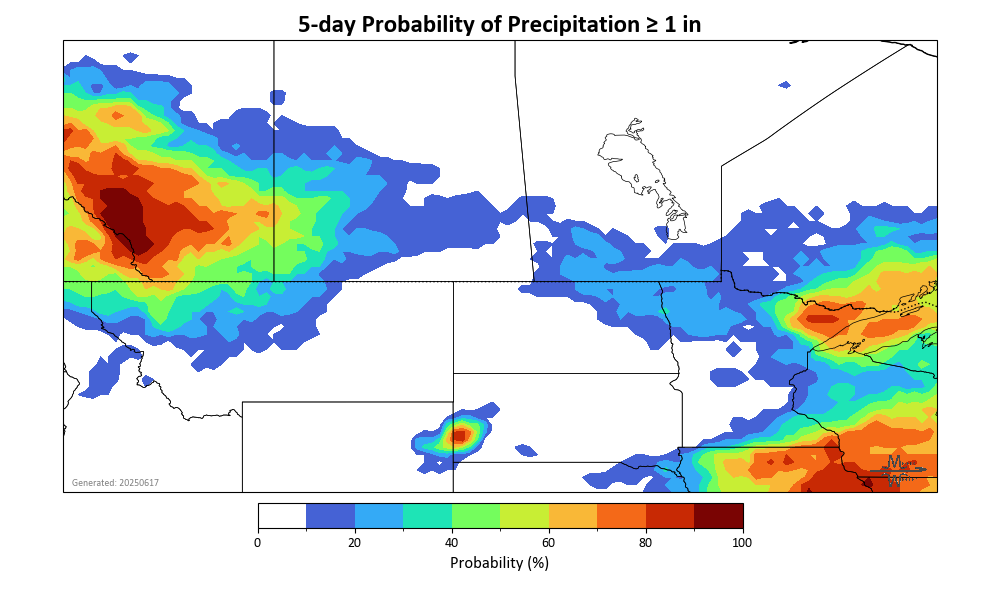 5-day Probability of Precipitation ≥ 1 in
Generated: 20250617
0 20 40 60 80 100
Probability (%)